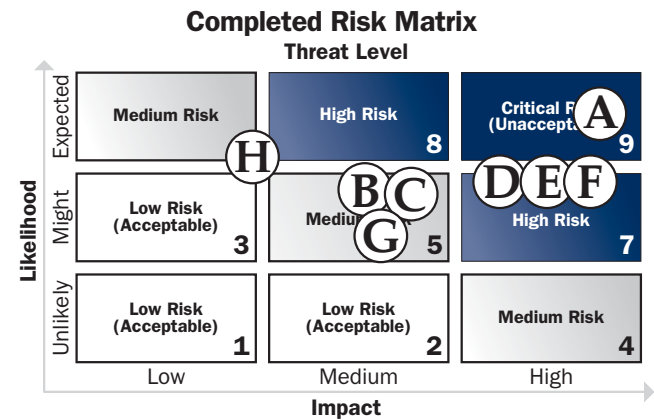 Completed Risk Matrix
Threat Level
Likelihood
Expected
Medium Risk
High Risk
8
Critical
(Unaccept
A
9
H
Might
Low Risk
(Acceptable)
3
B
C
G
5
D
E
F
High Risk
7
Unlikely
Low Risk
(Acceptable)
1
Low Risk
(Acceptable)
2
Medium Risk
4
Low
Medium
High
Impact